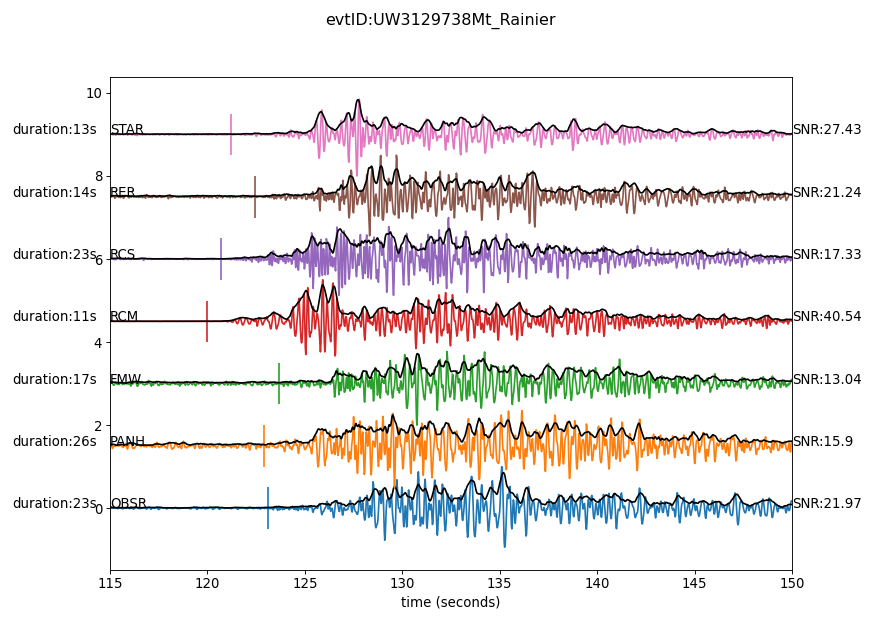 evtID:UW3129738Mt_Rainier
10
duration:13s STAR SNR:27.43
8
duration:14s RER SNR:21.24
duration:23s RCS SNR:17.33
6
duration:11s RCM SNR:40.54
4
duration:17s FMW SNR:13.04
2
duration:26s PANH SNR:15.9
duration:23s OBSR SNR:21.97
0
115 120 125 130 135 140 145 150
time (seconds)